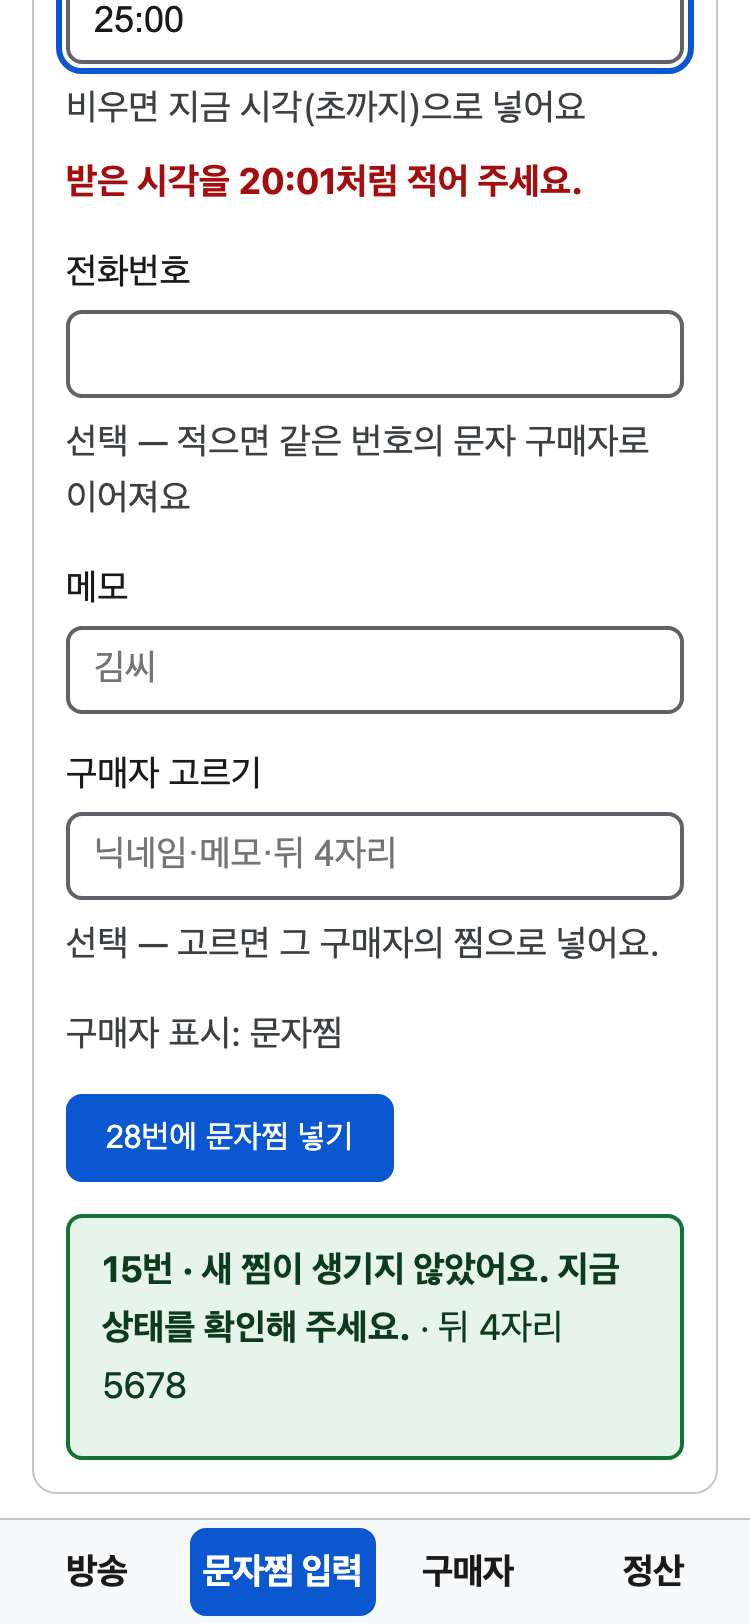 25:00
비우면 지금 시각(초까지)으로 넣어요
받은 시각을 20:01처럼 적어 주세요.
전화번호
선택 — 적으면 같은 번호의 문자 구매자로
이어져요
메모
김씨
구매자 고르기
닉네임·메모·뒤 4자리
선택 — 고르면 그 구매자의 찜으로 넣어요.
구매자 표시: 문자찜
28번에 문자찜 넣기
15번 · 새 찜이 생기지 않았어요. 지금
상태를 확인해 주세요. · 뒤 4자리
5678
방송 문자찜 입력 구매자 정산